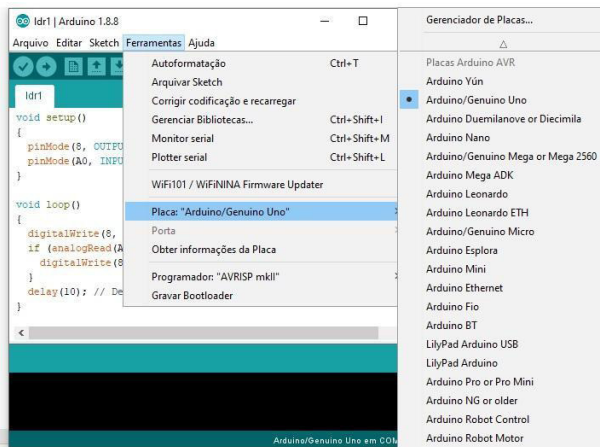 ldr1 | Arduino 1.8.8
Arquivo Editar Sketch Ferramentas Ajuda
ldr1
void setup()
{
pinMode(8, OUTPU
pinMode(A0, INPU
}
void loop()
{
digitalWrite(8,
if (analogRead(A
digitalWrite(8
}
delay(10); // De
}
Autoformatação Ctrl+T
Arquivar Sketch
Corrigir codificação e recarregar
Gerenciar Bibliotecas... Ctrl+Shift+I
Monitor serial Ctrl+Shift+M
Plotter serial Ctrl+Shift+L
WiFi101 / WiFiNINA Firmware Updater
Placa: "Arduino/Genuino Uno"
Porta
Obter informações da Placa
Programador: "AVRISP mkII"
Gravar Bootloader
Arduino/Genuino Uno em COM
Gerenciador de Placas...
Placas Arduino AVR
Arduino Yún
Arduino/Genuino Uno
Arduino Duemilanove or Diecimila
Arduino Nano
Arduino/Genuino Mega or Mega 2560
Arduino Mega ADK
Arduino Leonardo
Arduino Leonardo ETH
Arduino/Genuino Micro
Arduino Esplora
Arduino Mini
Arduino Ethernet
Arduino Fio
Arduino BT
LilyPad Arduino USB
LilyPad Arduino
Arduino Pro or Pro Mini
Arduino NG or older
Arduino Robot Control
Arduino Robot Motor